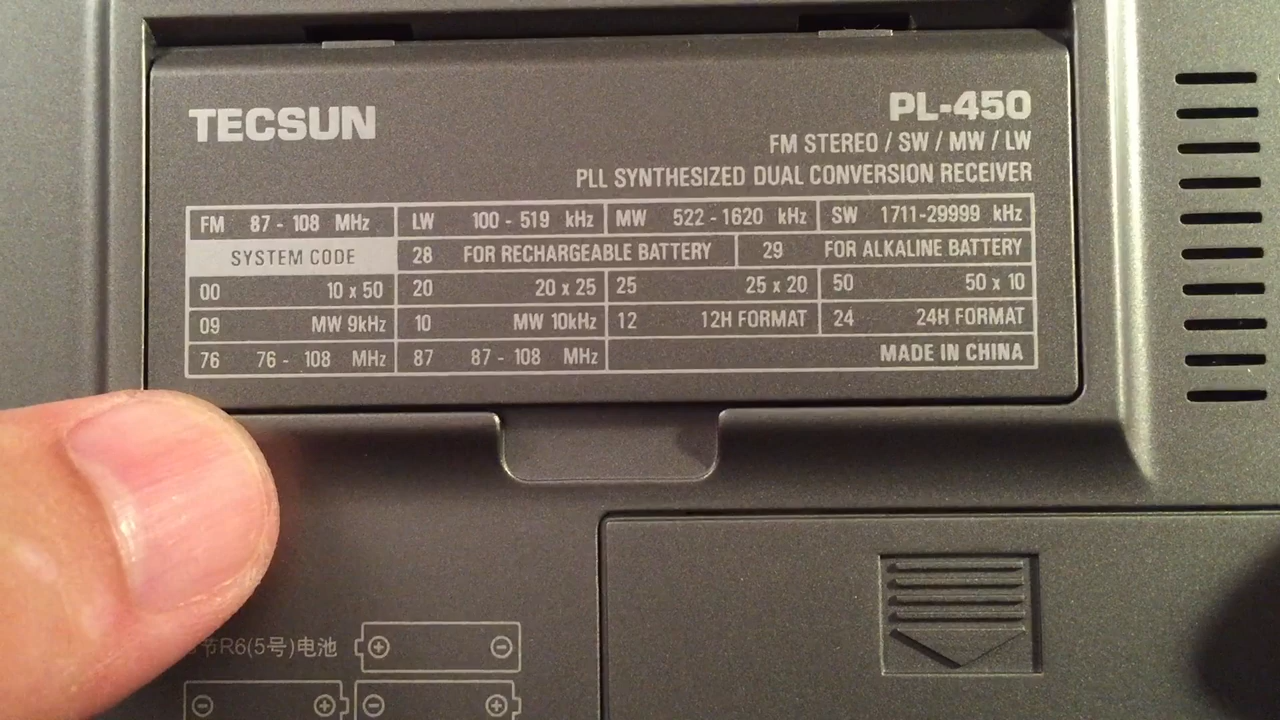 TECSUN
PL-450
FM STEREO / SW / MW / LW
PLL SYNTHESIZED DUAL CONVERSION RECEIVER
FM 87 - 108 MHz LW 100 - 519 kHz MW 522 - 1620 kHz SW 1711-29999 kHz
SYSTEM CODE 28 FOR RECHARGEABLE BATTERY 29 FOR ALKALINE BATTERY
00 10 x 50 20 20 x 25 25 25 x 20 50 50 x 10
09 MW 9kHz 10 MW 10kHz 12 12H FORMAT 24 24H FORMAT
76 76 - 108 MHz 87 87 - 108 MHz MADE IN CHINA
节R6(5号)电池